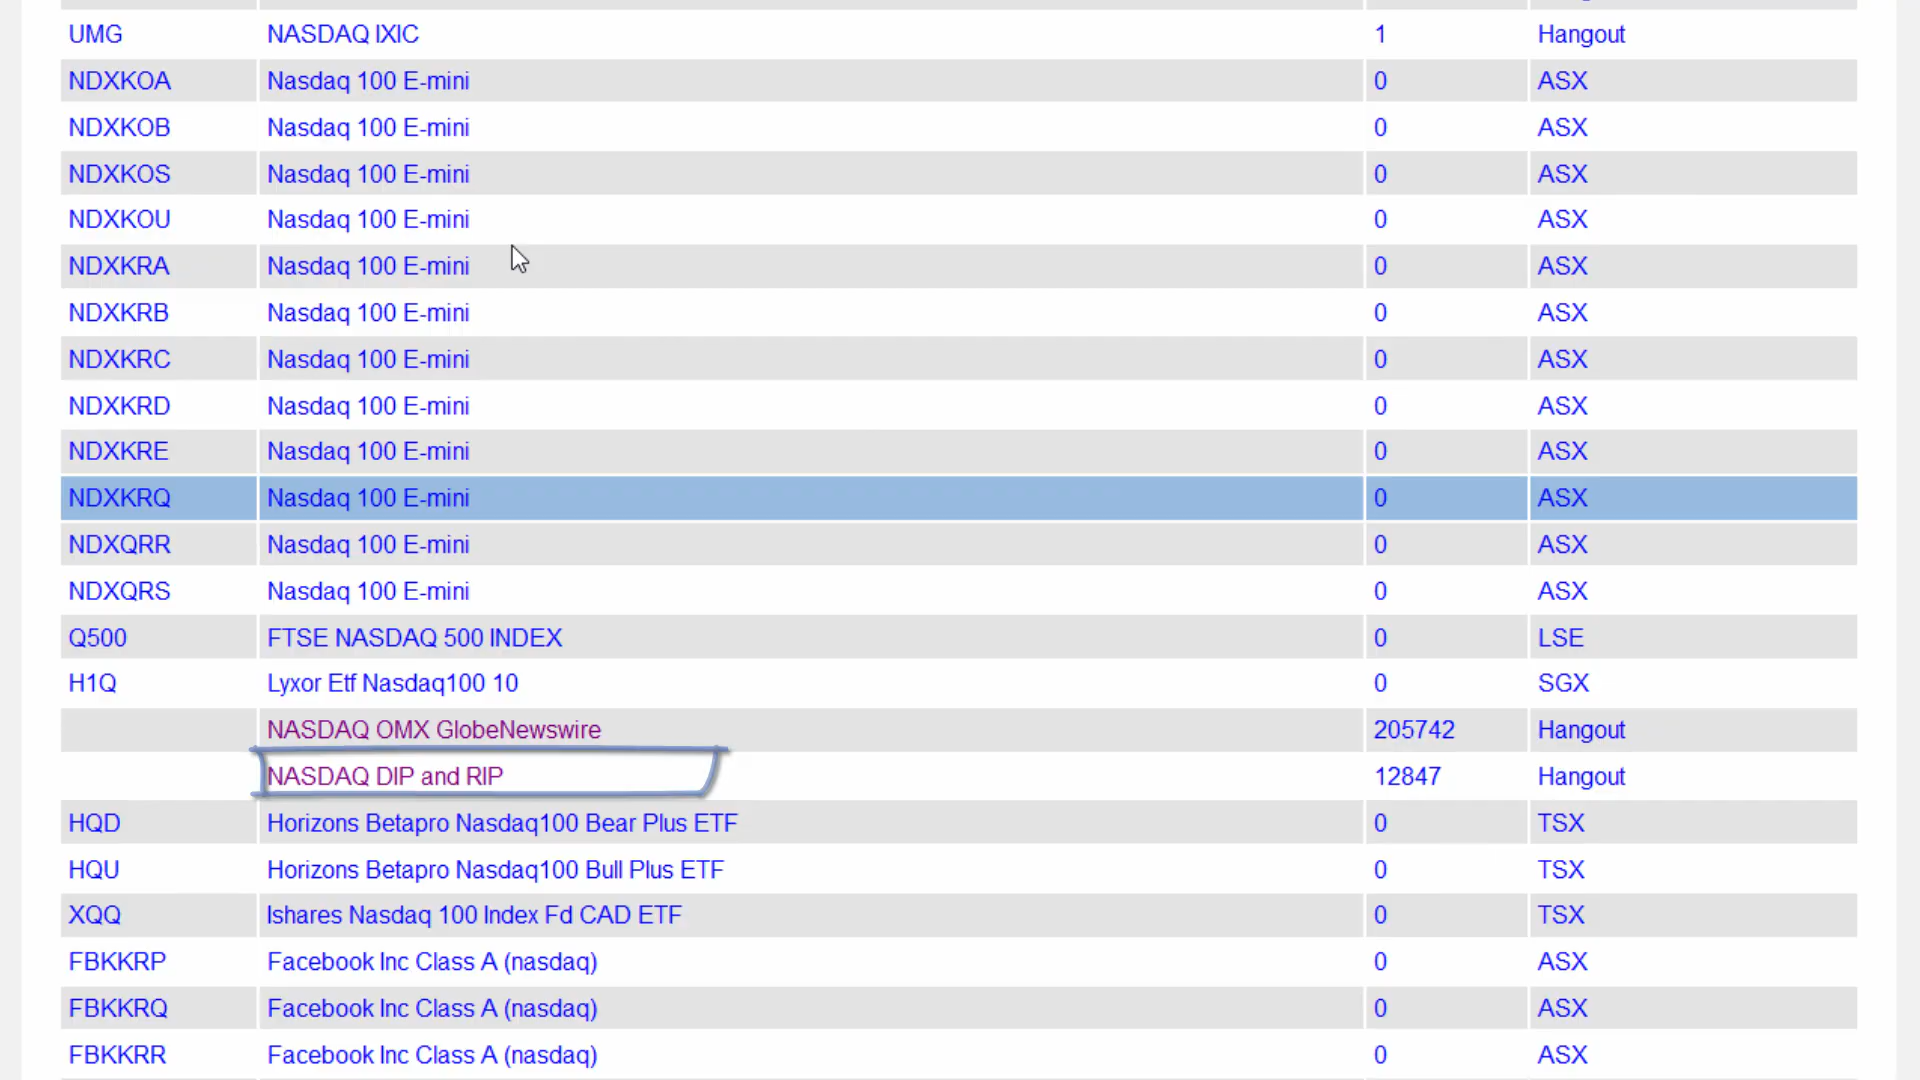 UMG NASDAQ IXIC 1 Hangout
NDXKOA Nasdaq 100 E-mini 0 ASX
NDXKOB Nasdaq 100 E-mini 0 ASX
NDXKOS Nasdaq 100 E-mini 0 ASX
NDXKOU Nasdaq 100 E-mini 0 ASX
NDXKRA Nasdaq 100 E-mini 0 ASX
NDXKRB Nasdaq 100 E-mini 0 ASX
NDXKRC Nasdaq 100 E-mini 0 ASX
NDXKRD Nasdaq 100 E-mini 0 ASX
NDXKRE Nasdaq 100 E-mini 0 ASX
NDXKRQ Nasdaq 100 E-mini 0 ASX
NDXQRR Nasdaq 100 E-mini 0 ASX
NDXQRS Nasdaq 100 E-mini 0 ASX
Q500 FTSE NASDAQ 500 INDEX 0 LSE
H1Q Lyxor Etf Nasdaq100 10 0 SGX
NASDAQ OMX GlobeNewswire 205742 Hangout
NASDAQ DIP and RIP 12847 Hangout
HQD Horizons Betapro Nasdaq100 Bear Plus ETF 0 TSX
HQU Horizons Betapro Nasdaq100 Bull Plus ETF 0 TSX
XQQ Ishares Nasdaq 100 Index Fd CAD ETF 0 TSX
FBKKRP Facebook Inc Class A (nasdaq) 0 ASX
FBKKRQ Facebook Inc Class A (nasdaq) 0 ASX
FBKKRR Facebook Inc Class A (nasdaq) 0 ASX